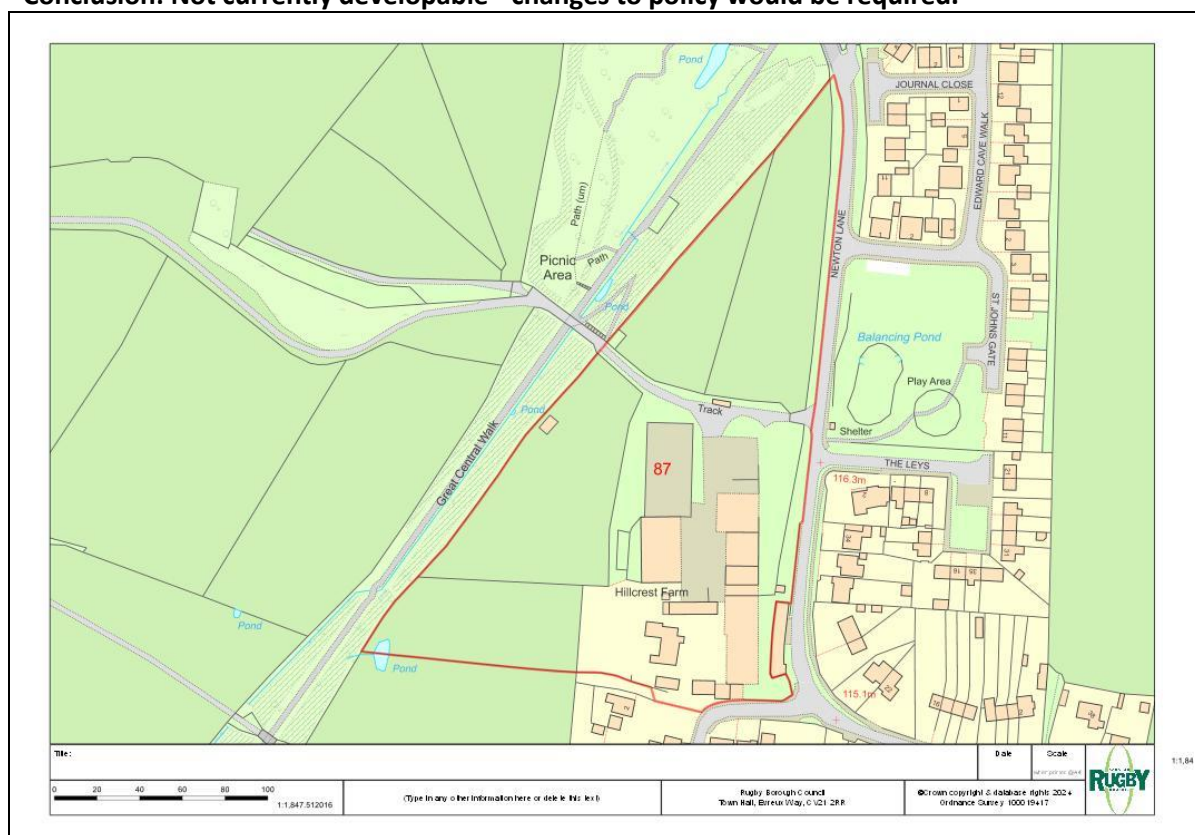 Conclusion: Not currently developable - changes to policy would be required.
Pond
JOURNAL CLOSE
EDWARD CAVE WALK
NEWTON LANE
Path (um)
Picnic
Area
Path
Pond
ST JOHNS GATE
Balancing Pond
Play Area
Shelter
Track
Pond
Great Central Walk
87
THE LEYS
116.3m
Hillcrest Farm
Pond
Pond
115.1m
Title:
Date
Scale
0 20 40 60 80 100
1:1,847.512016
(Type in any other information here or delete this text)
Rugby Borough Council
Town Hall, Evreux Way, CV21 2RR
©Crown copyright & database rights 2024
Ordnance Survey 100019417
RUGBY
1:1,84